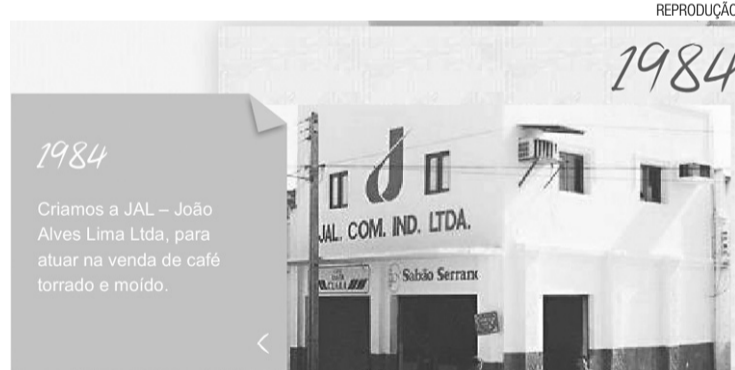 REPRODUÇÃO
1984
1984
Criamos a JAL – João
Alves Lima Ltda, para
atuar na venda de café
torrado e moído.
JAL. COM. IND. LTDA.
Sabão Serrano